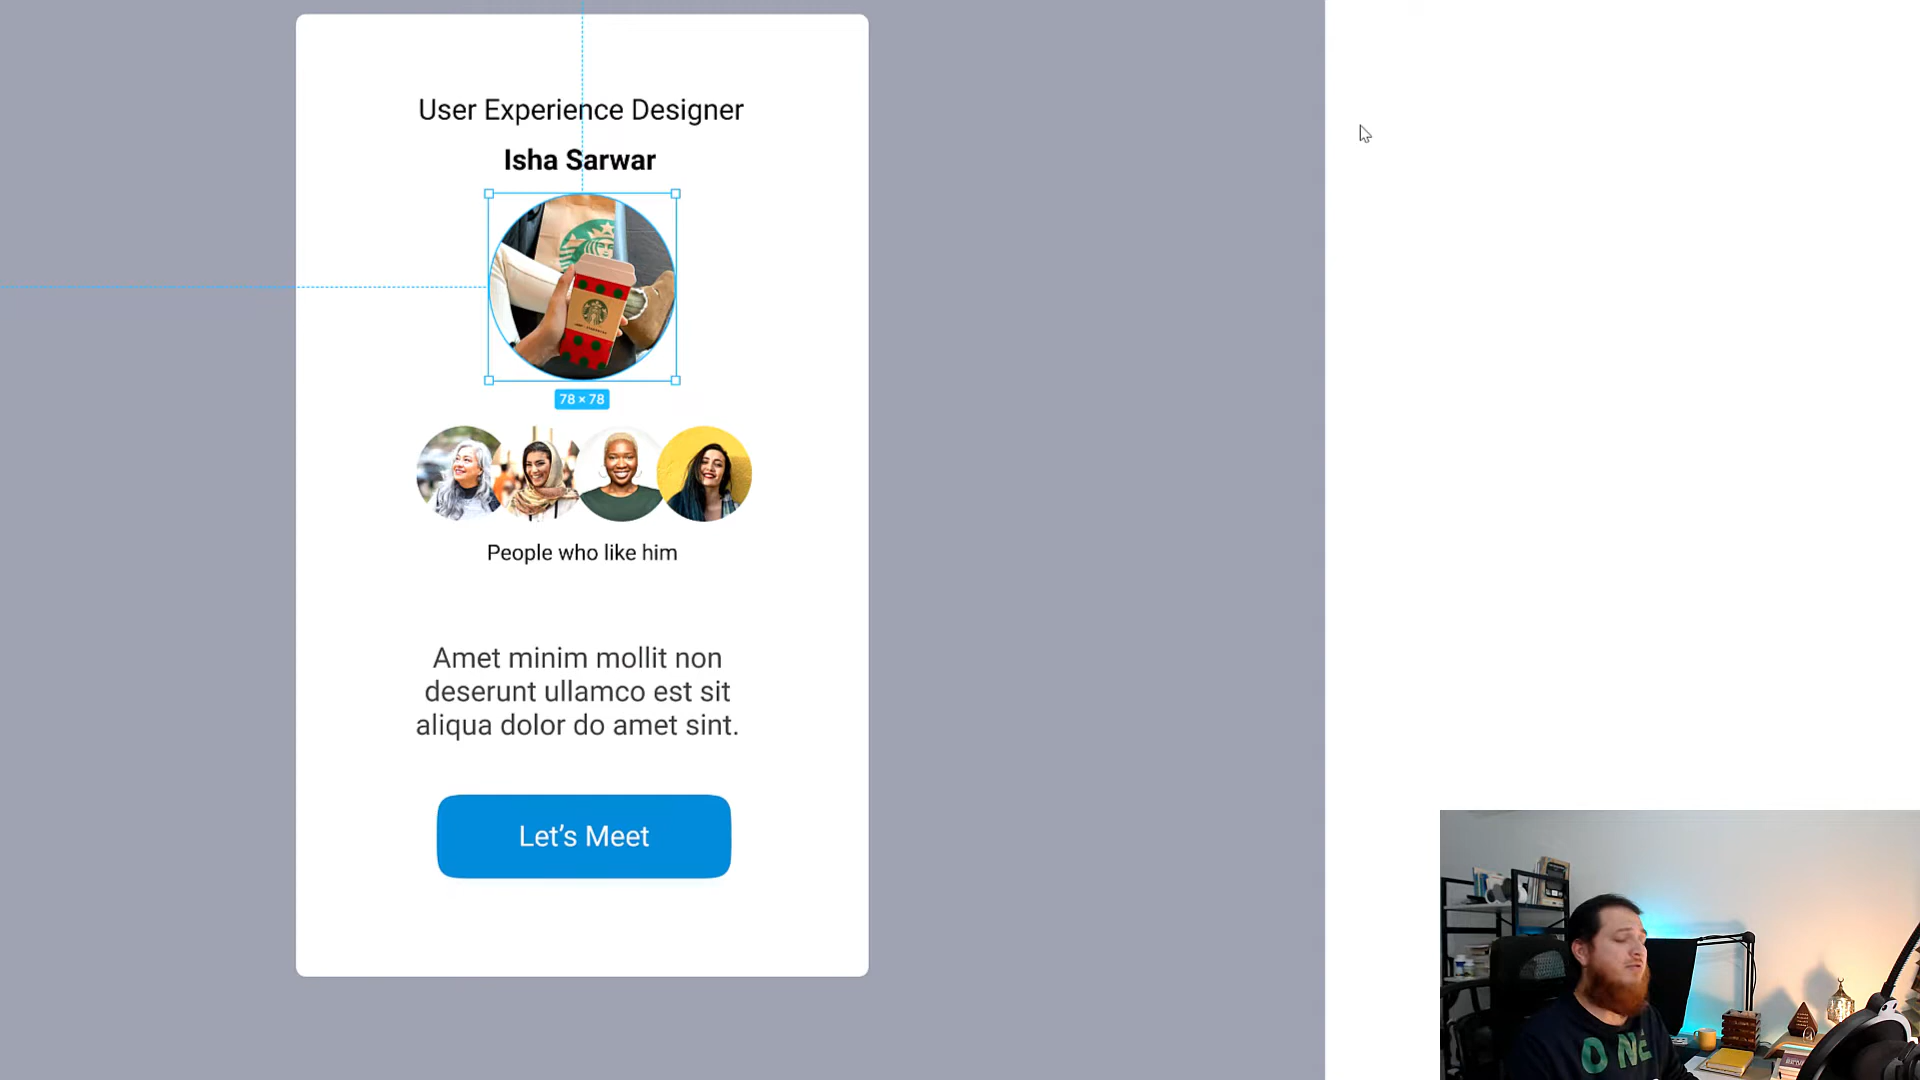 User Experience Designer
Isha Sarwar
78 × 78
People who like him
Amet minim mollit non
deserunt ullamco est sit
aliqua dolor do amet sint.
Let’s Meet
O NE